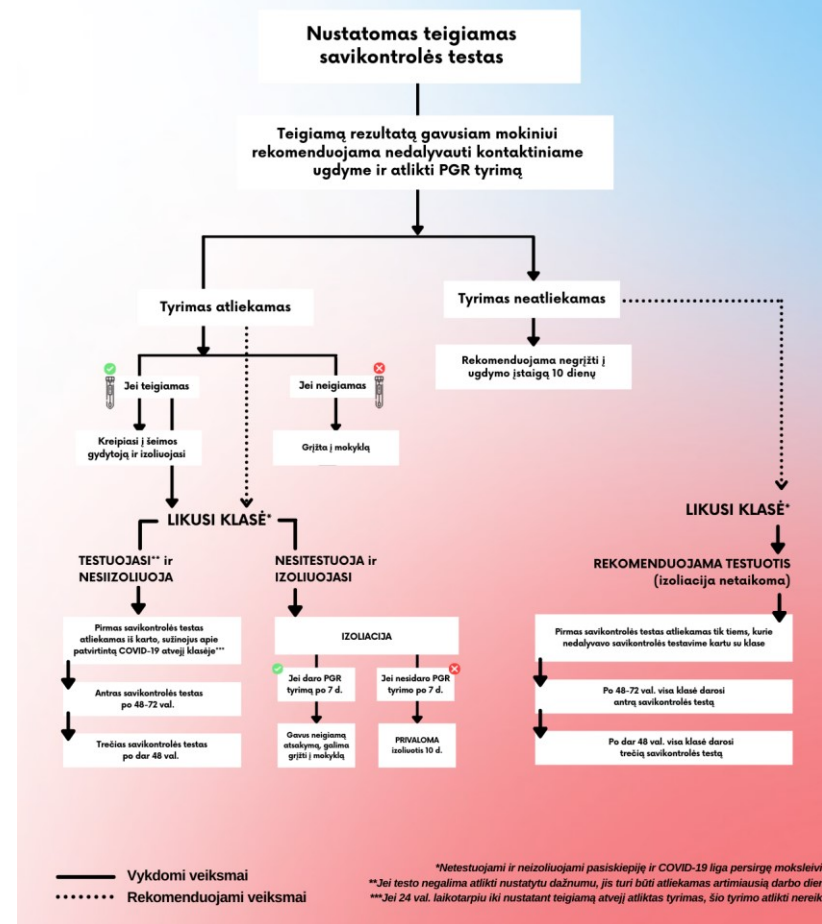 Nustatomas teigiamas
savikontrolės testas
Teigiamą rezultatą gavusiam mokiniui
rekomenduojama nedalyvauti kontaktiniame
ugdyme ir atlikti PGR tyrimą
Tyrimas atliekamas
Tyrimas neatliekamas
Jei teigiamas
Jei neigiamas
Rekomenduojama negrįžti į
ugdymo įstaigą 10 dienų
Kreipiasi į šeimos
gydytoją ir izoliuojasi
Grįžta į mokyklą
LIKUSI KLASĖ*
LIKUSI KLASĖ*
TESTUOJASI** ir
NESIIZOLIUOJA
NESITESTUOJA ir
IZOLIUOJASI
REKOMENDUOJAMA TESTUOTIS
(izoliacija netaikoma)
Pirmas savikontrolės testas
atliekamas iš karto, sužinojus apie
patvirtintą COVID-19 atvejį klasėje***
IZOLIACIJA
Pirmas savikontrolės testas atliekamas tik tiems, kurie
nedalyvavo savikontrolės testavime kartu su klase
Jei daro PGR
tyrimą po 7 d.
Jei nesidaro PGR
tyrimo po 7 d.
Antras savikontrolės testas
po 48-72 val.
Po 48-72 val. visa klasė darosi
antrą savikontrolės testą
Gavus neigiamą
atsakymą, galima
grįžti į mokyklą
PRIVALOMA
izoliuotis 10 d.
Trečias savikontrolės testas
po dar 48 val.
Po dar 48 val. visa klasė darosi
trečią savikontrolės testą
Vykdomi veiksmai
Rekomenduojami veiksmai
*Netestuojami ir neizoliuojami pasiskiepiję ir COVID-19 liga persirgę moksleivi
**Jei testo negalima atlikti nustatytu dažnumu, jis turi būti atliekamas artimiausią darbo dien
***Jei 24 val. laikotarpiu iki nustatant teigiamą atvejį atliktas tyrimas, šio tyrimo atlikti nereik